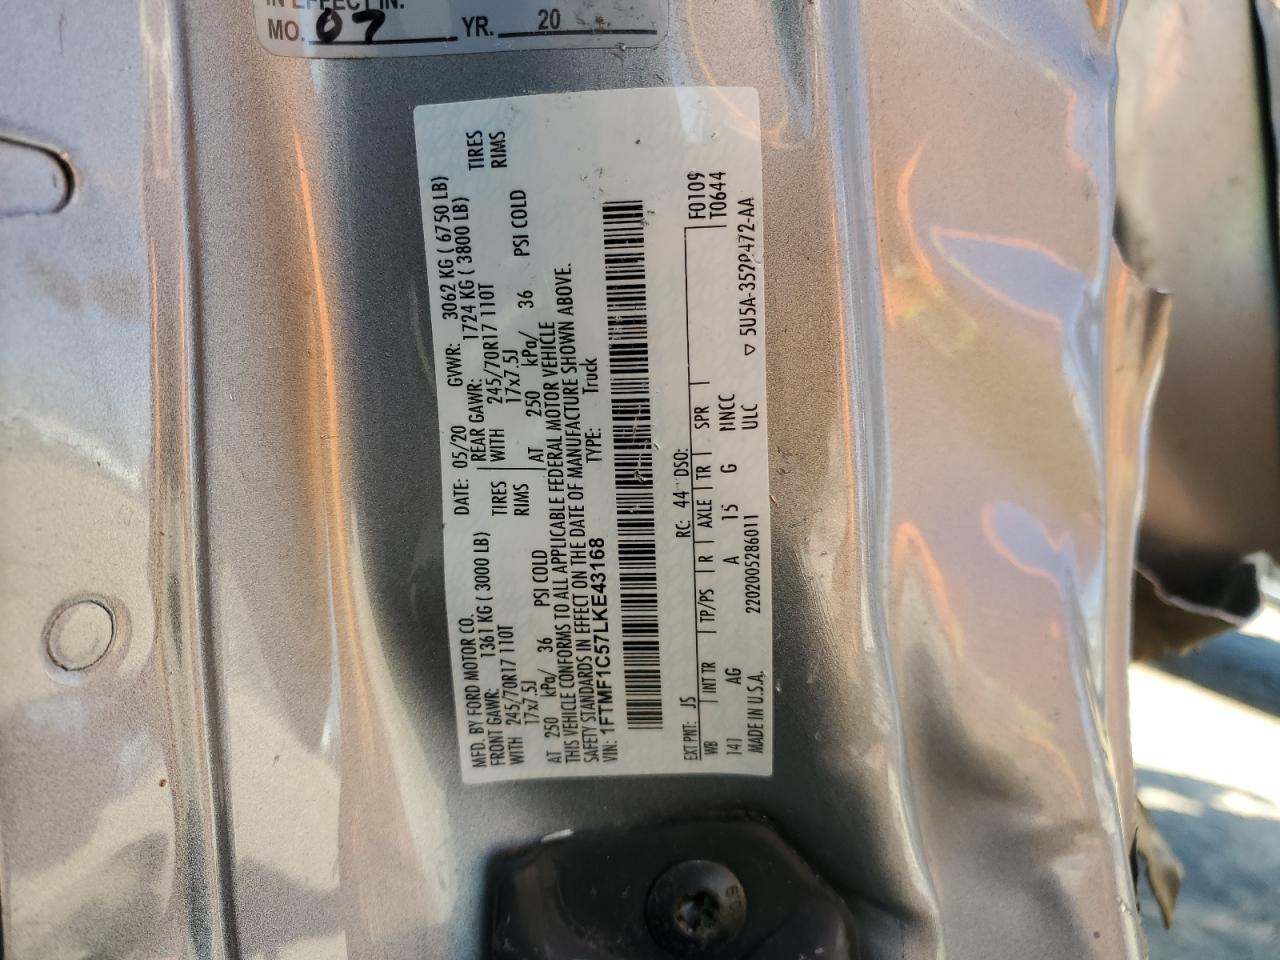 IN EFFECT IN:
MO. 07 YR. 20
MFD. BY FORD MOTOR CO.
DATE: 05/20 GVWR: 3062 KG ( 6750 LB)
FRONT GAWR: 1361 KG ( 3000 LB)
REAR GAWR: 1724 KG ( 3800 LB)
WITH 245/70R17 110T TIRES
WITH 245/70R17 110T TIRES
17x7.5J RIMS
17x7.5J RIMS
AT 250 kPa/ 36 PSI COLD
AT 250 kPa/ 36 PSI COLD
THIS VEHICLE CONFORMS TO ALL APPLICABLE FEDERAL MOTOR VEHICLE
SAFETY STANDARDS IN EFFECT ON THE DATE OF MANUFACTURE SHOWN ABOVE.
VIN: 1FTMF1C57LKE43168 TYPE: Truck
EXT PNT: JS RC: 44 DSO: F0109
WB INT TR TP/PS R AXLE TR SPR T0644
141 AG A 15 G NNCC
ULC
MADE IN U.S.A. 2202005286011 ▽ 5U5A-3520472-AA